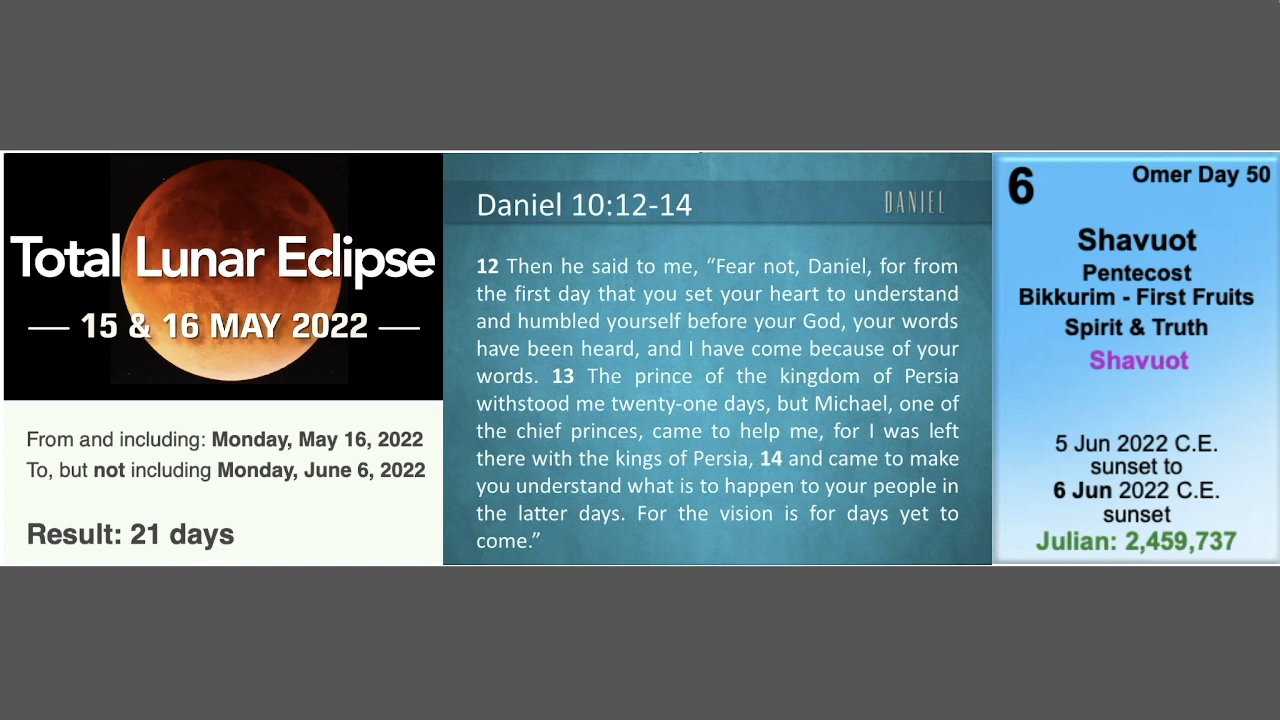 Total Lunar Eclipse
— 15 & 16 MAY 2022 —
From and including: Monday, May 16, 2022
To, but not including Monday, June 6, 2022
Result: 21 days
Daniel 10:12-14
DANIEL
12 Then he said to me, “Fear not, Daniel, for from
the first day that you set your heart to understand
and humbled yourself before your God, your words
have been heard, and I have come because of your
words. 13 The prince of the kingdom of Persia
withstood me twenty-one days, but Michael, one of
the chief princes, came to help me, for I was left
there with the kings of Persia, 14 and came to make
you understand what is to happen to your people in
the latter days. For the vision is for days yet to
come.”
6
Omer Day 50
Shavuot
Pentecost
Bikkurim - First Fruits
Spirit & Truth
Shavuot
5 Jun 2022 C.E.
sunset to
6 Jun 2022 C.E.
sunset
Julian: 2,459,737